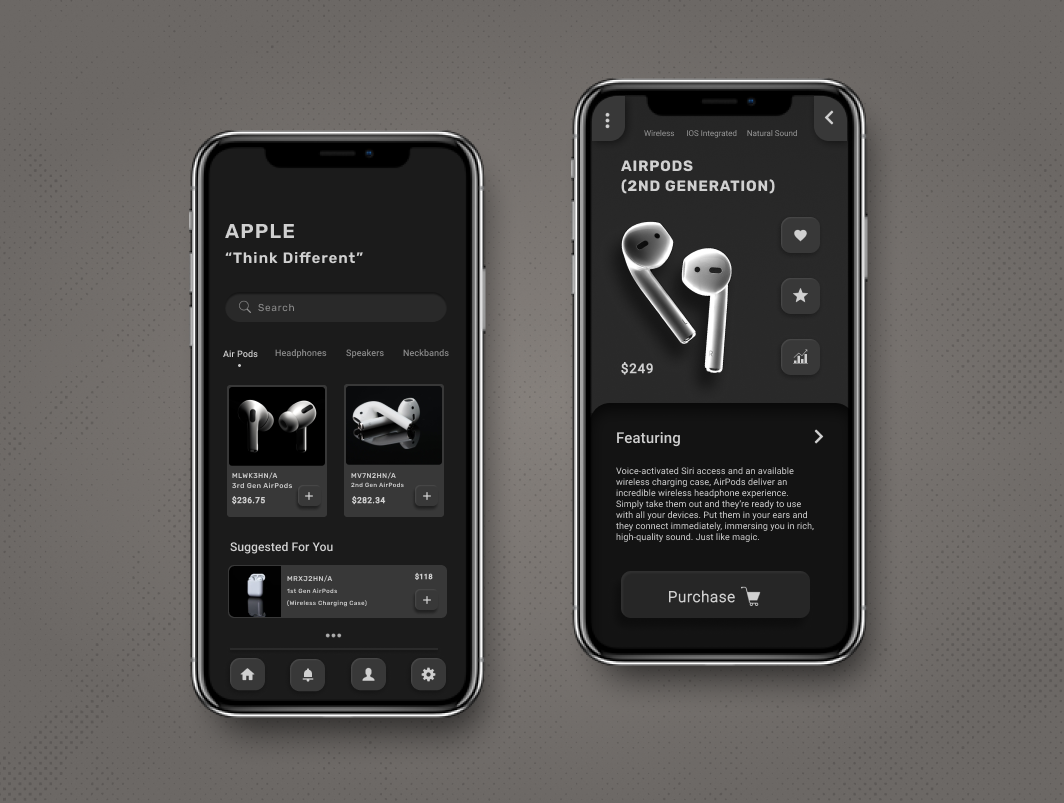 APPLE
“Think Different”
Search
Air Pods Headphones Speakers Neckbands
MLWK3HN/A
3rd Gen AirPods
$236.75
MV7N2HN/A
2nd Gen AirPods
$282.34
Suggested For You
MRXJ2HN/A
$118
1st Gen AirPods
(Wireless Charging Case)
Wireless IOS Integrated Natural Sound
AIRPODS
(2ND GENERATION)
$249
Featuring
Voice-activated Siri access and an available
wireless charging case, AirPods deliver an
incredible wireless headphone experience.
Simply take them out and they’re ready to use
with all your devices. Put them in your ears and
they connect immediately, immersing you in rich,
high-quality sound. Just like magic.
Purchase